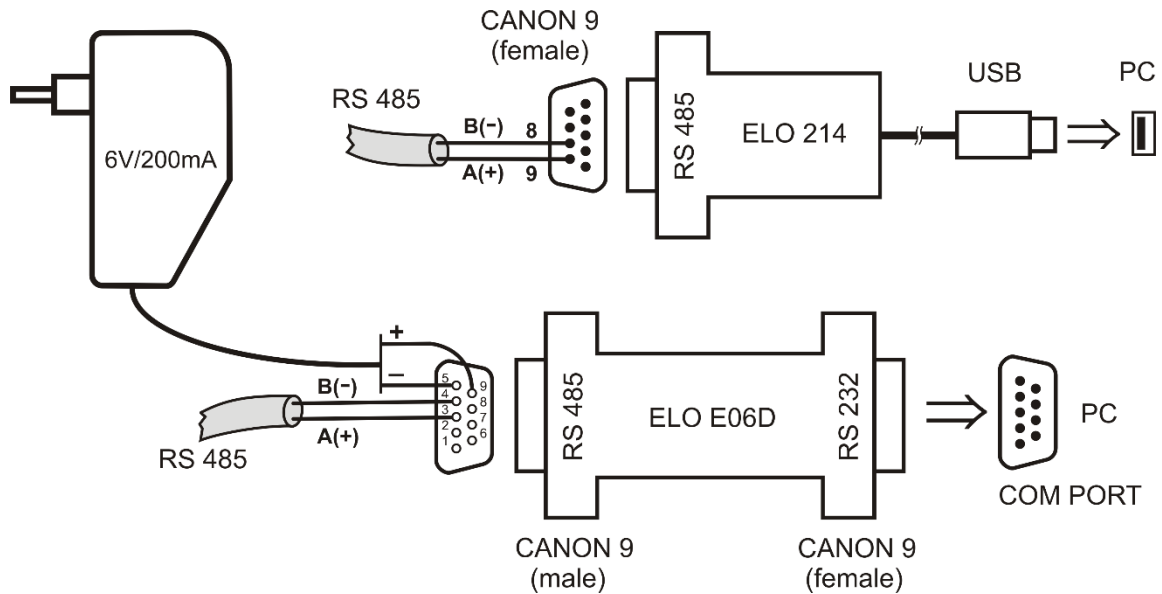 CANON 9
(female)
RS 485
B(−) 8
A(+) 9
RS 485
ELO 214
USB
PC
6V/200mA
+
−
B(−)
A(+)
RS 485
5
4
3
2
1
9
8
7
6
RS 485
ELO E06D
RS 232
PC
COM PORT
CANON 9
(male)
CANON 9
(female)